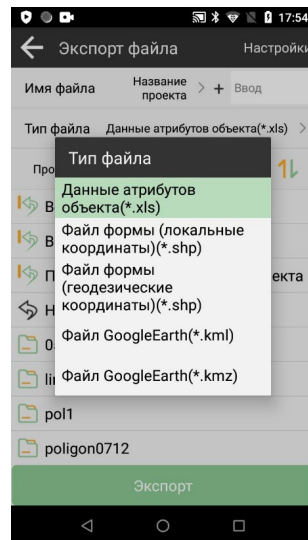 17:54
Экспорт файла Настройки
Имя файла Название проекта > + Ввод
Тип файла Данные атрибутов объекта(*.xls) >
Про
Тип файла
Данные атрибутов
объекта(*.xls)
Файл формы (локальные
координаты)(*.shp)
Файл формы
(геодезические
координаты)(*.shp)
екта
Файл GoogleEarth(*.kml)
Файл GoogleEarth(*.kmz)
pol1
poligon0712
Экспорт